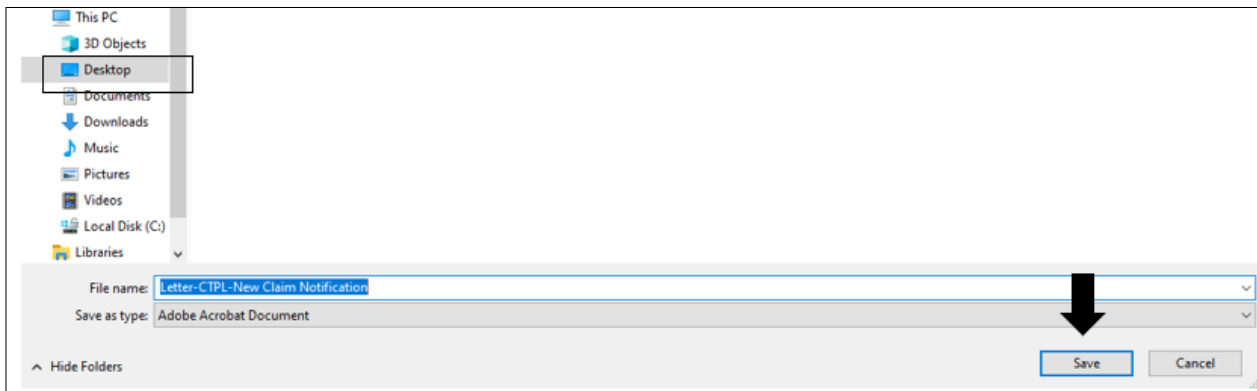 This PC
3D Objects
Desktop
Documents
Downloads
Music
Pictures
Videos
Local Disk (C:)
Libraries
File name: Letter-CTPL-New Claim Notification
Save as type: Adobe Acrobat Document
Hide Folders
Save
Cancel